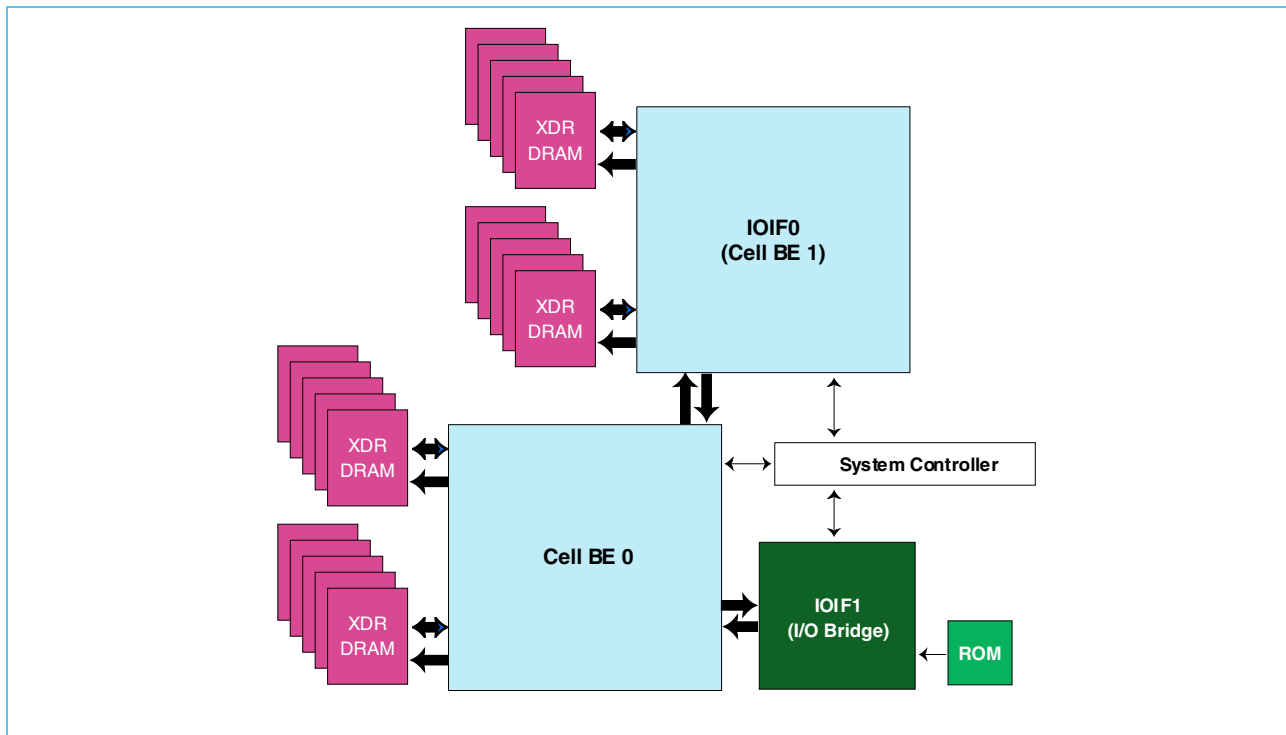 XDR
DRAM
XDR
DRAM
IOIF0
(Cell BE 1)
XDR
DRAM
XDR
DRAM
Cell BE 0
System Controller
IOIF1
(I/O Bridge)
ROM